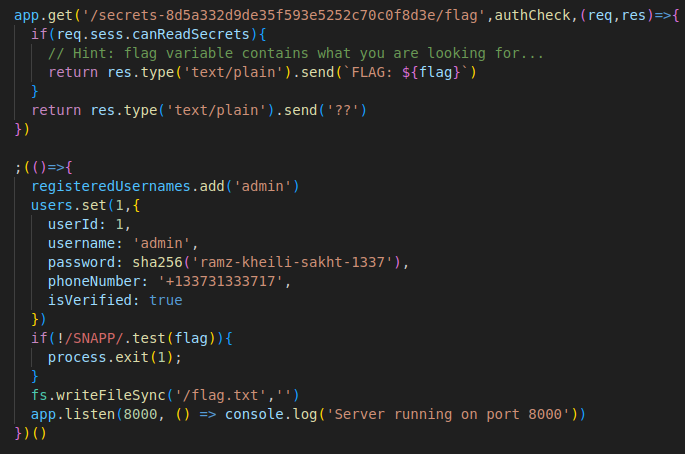 app.get('/secrets-8d5a332d9de35f593e5252c70c0f8d3e/flag',authCheck,(req,res)=>{
  if(req.sess.canReadSecrets){
    // Hint: flag variable contains what you are looking for...
    return res.type('text/plain').send(`FLAG: ${flag}`)
  }
  return res.type('text/plain').send('??')
})

;(()=>{
  registeredUsernames.add('admin')
  users.set(1,{
    userId: 1,
    username: 'admin',
    password: sha256('ramz-kheili-sakht-1337'),
    phoneNumber: '+133731333717',
    isVerified: true
  })
  if(!/SNAPP/.test(flag)){
    process.exit(1);
  }
  fs.writeFileSync('/flag.txt','')
  app.listen(8000, () => console.log('Server running on port 8000'))
})()